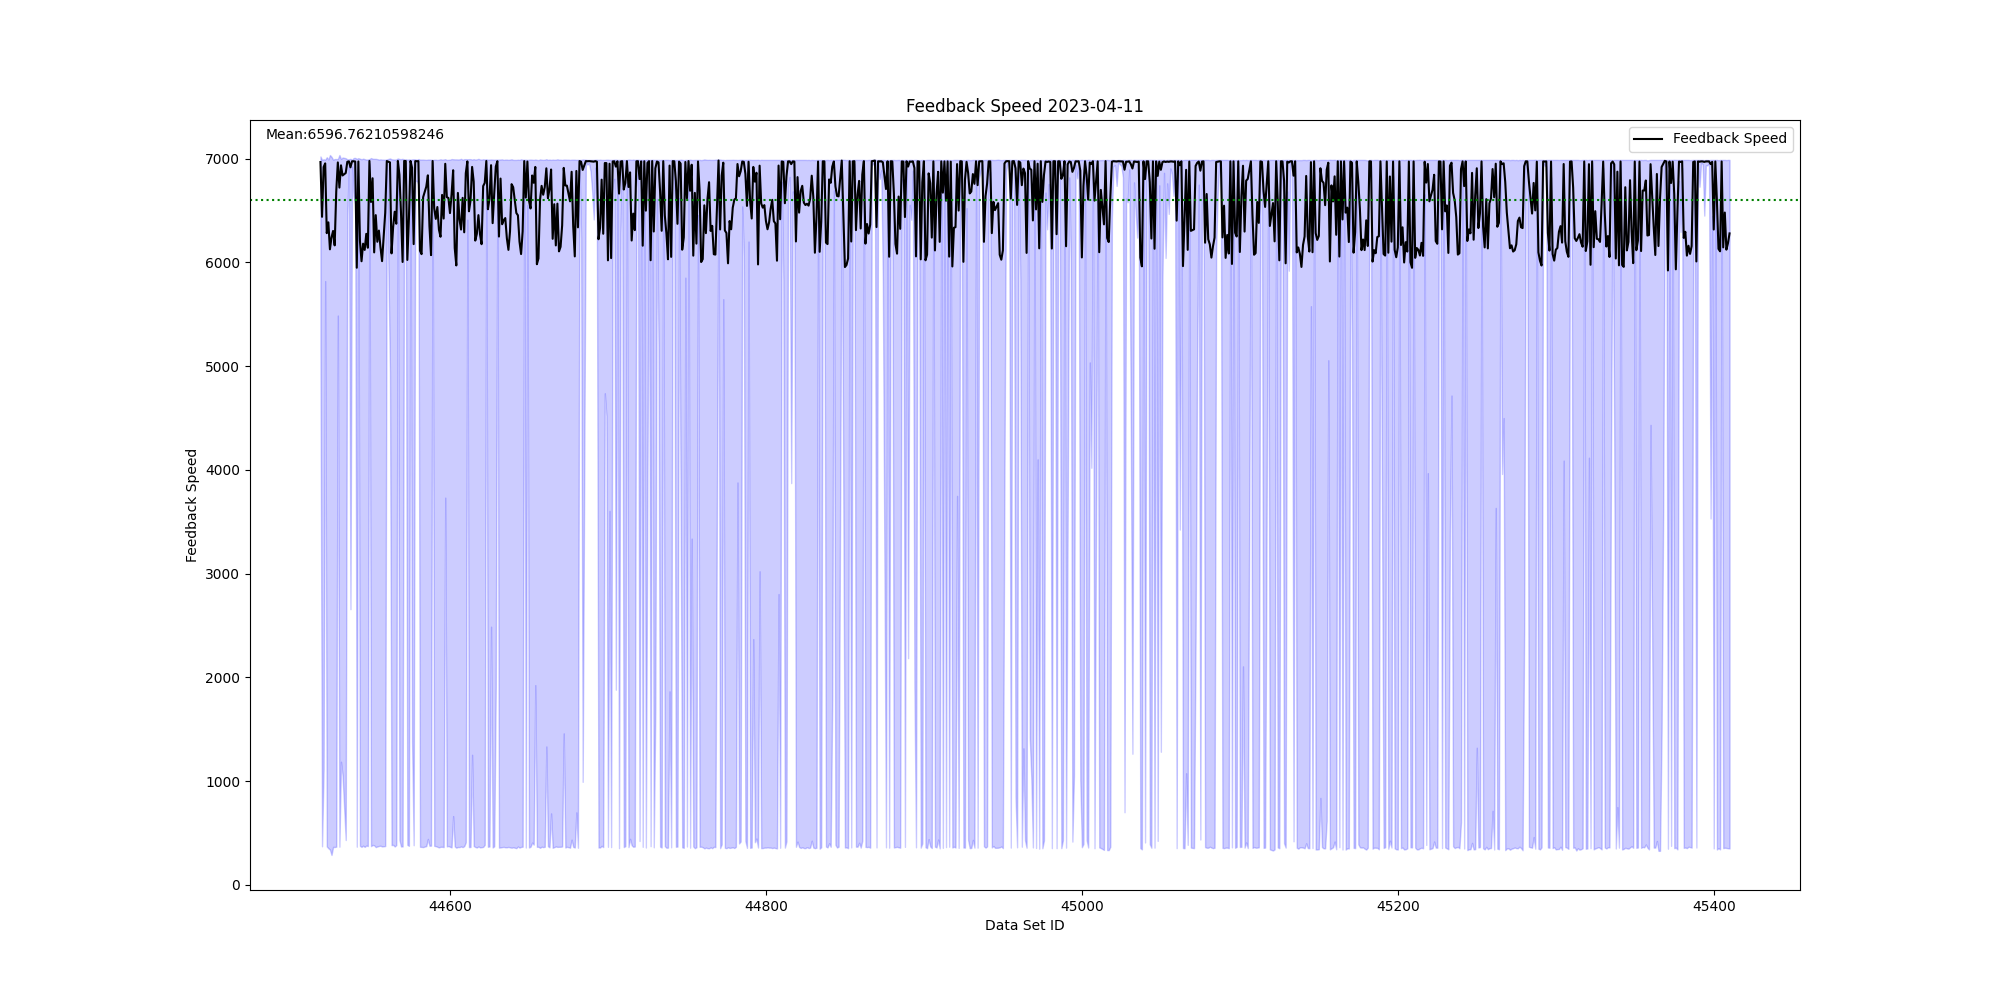 Feedback Speed 2023-04-11
Mean:6596.76210598246
Feedback Speed
7000
6000
5000
4000
3000
2000
1000
0
Feedback Speed
44600
44800
45000
45200
45400
Data Set ID